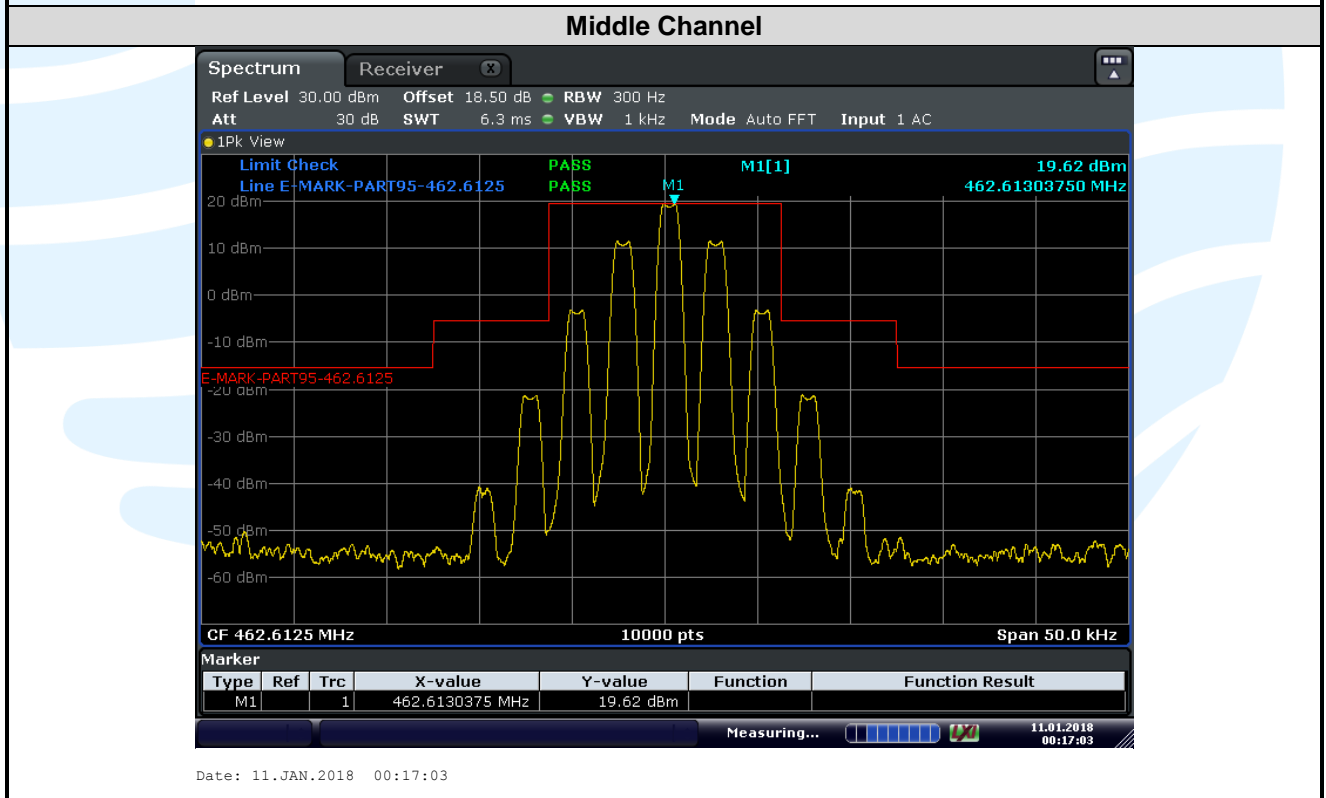 Middle Channel
Spectrum Receiver X
Ref Level 30.00 dBm Offset 18.50 dB RBW 300 Hz
Att 30 dB SWT 6.3 ms VBW 1 kHz Mode Auto FFT Input 1 AC
1Pk View
Limit Check PASS M1[1] 19.62 dBm
Line E-MARK-PART95-462.6125 PASS M1 462.61303750 MHz
20 dBm
10 dBm
0 dBm
-10 dBm
E-MARK-PART95-462.6125
-20 dBm
-30 dBm
-40 dBm
-50 dBm
-60 dBm
CF 462.6125 MHz 10000 pts Span 50.0 kHz
Marker
Type Ref Trc X-value Y-value Function Function Result
M1 1 462.6130375 MHz 19.62 dBm
Measuring... LXI 11.01.2018
00:17:03
Date: 11.JAN.2018 00:17:03